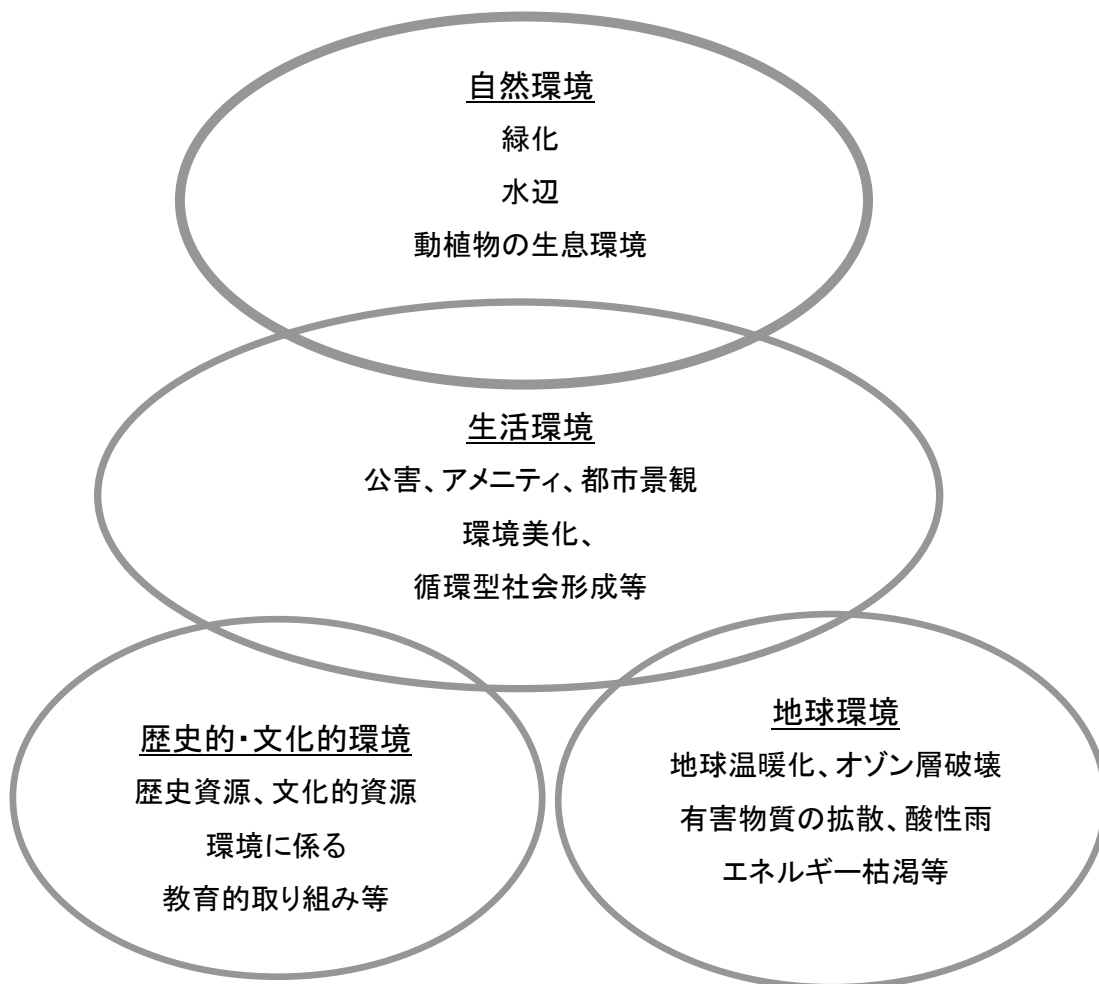 自然環境
緑化
水辺
動植物の生息環境
生活環境
公害、アメニティ、都市景観
環境美化、
循環型社会形成等
歴史的・文化的環境
歴史資源、文化的資源
環境に係る
教育的取り組み等
地球環境
地球温暖化、オゾン層破壊
有害物質の拡散、酸性雨
エネルギー枯渇等